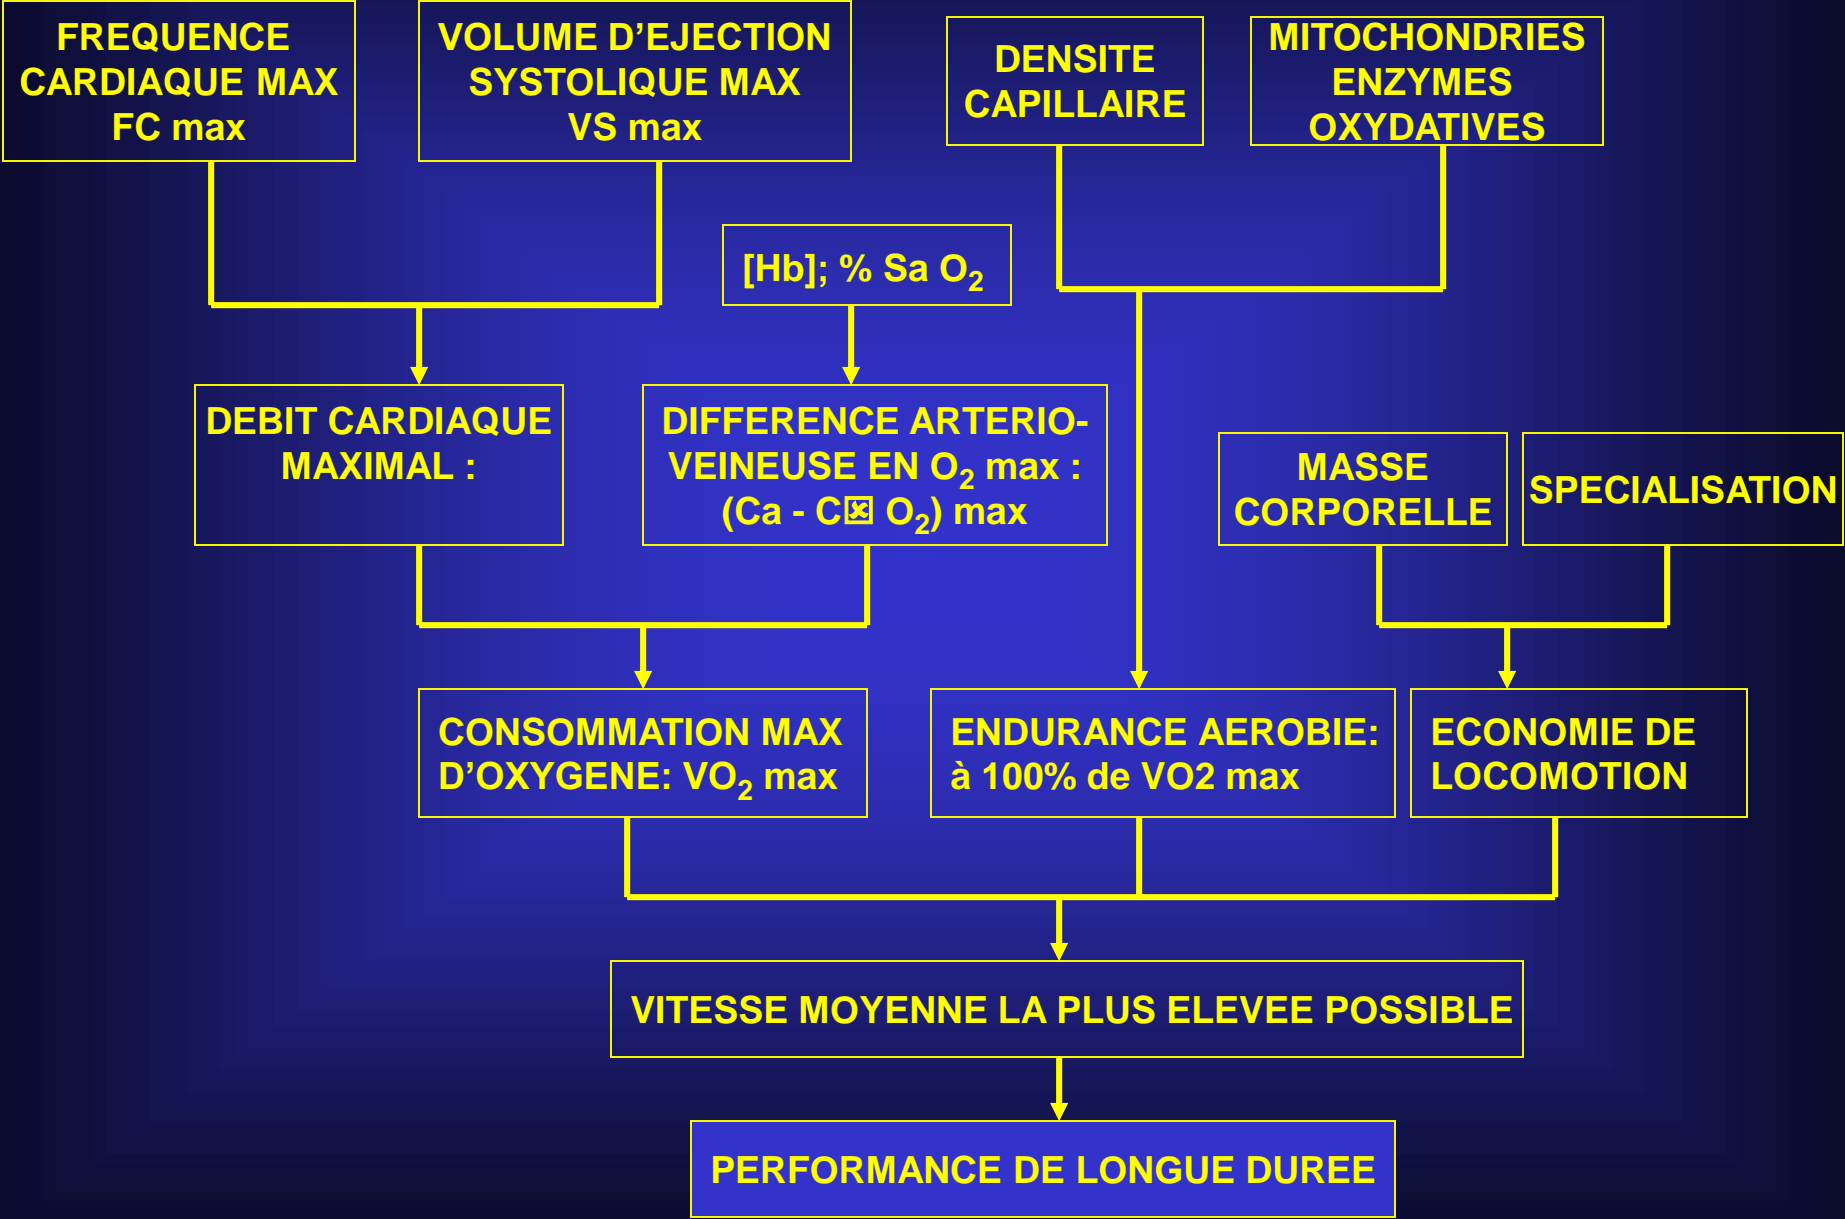 FREQUENCE
CARDIAQUE MAX
FC max
VOLUME D’EJECTION
SYSTOLIQUE MAX
VS max
DENSITE
CAPILLAIRE
MITOCHONDRIES
ENZYMES
OXYDATIVES
[Hb]; % Sa O2
DEBIT CARDIAQUE
MAXIMAL :
DIFFERENCE ARTERIO-
VEINEUSE EN O2 max :
(Ca - C O2) max
MASSE
CORPORELLE
SPECIALISATION
CONSOMMATION MAX
D’OXYGENE: VO2 max
ENDURANCE AEROBIE:
à 100% de VO2 max
ECONOMIE DE
LOCOMOTION
VITESSE MOYENNE LA PLUS ELEVEE POSSIBLE
PERFORMANCE DE LONGUE DUREE